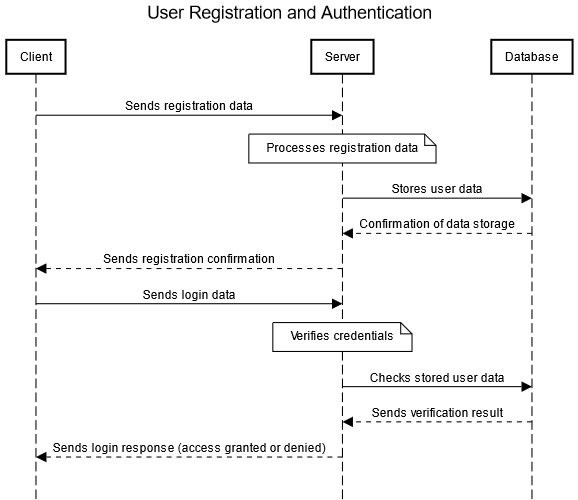 User Registration and Authentication
Client
Server
Database
Sends registration data
Processes registration data
Stores user data
Confirmation of data storage
Sends registration confirmation
Sends login data
Verifies credentials
Checks stored user data
Sends verification result
Sends login response (access granted or denied)